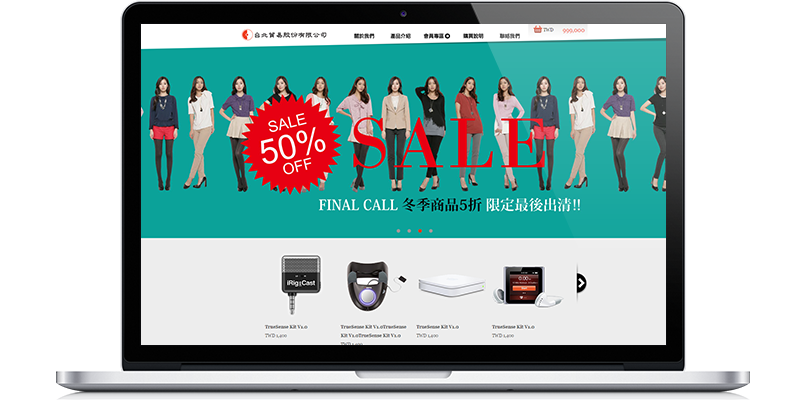 台北貿易股份有限公司
關於我們 產品介紹 會員專區 購買說明 聯絡我們 TWD 999,000
SALE
50%
OFF
SALE
FINAL CALL 冬季商品5折 限定最後出清!!
iRig Cast
TrueSense Kit V1.0
TWD 1,400
TrueSense Kit V1.0TrueSense
Kit V1.0TrueSense Kit V1.0
TWD 1,400
TrueSense Kit V1.0
TWD 1,400
TrueSense Kit V1.0
TWD 1,400